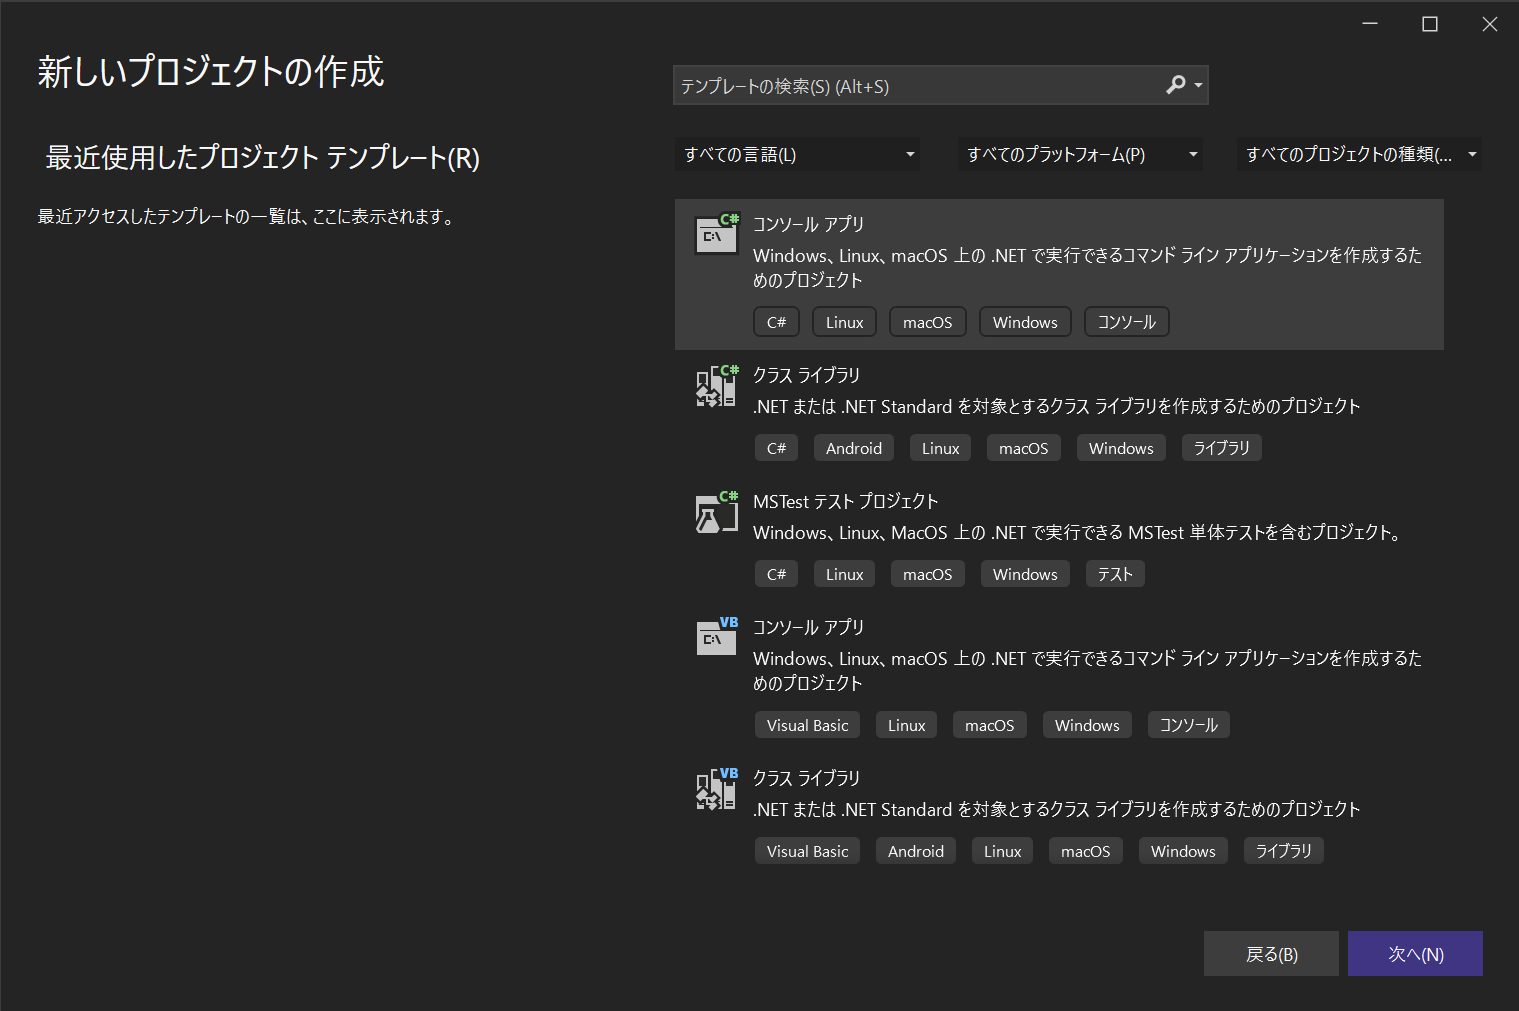 新しいプロジェクトの作成
最近使用したプロジェクト テンプレート(R)
最近アクセスしたテンプレートの一覧は、ここに表示されます。
テンプレートの検索(S) (Alt+S)
すべての言語(L)
すべてのプラットフォーム(P)
すべてのプロジェクトの種類(...
C#
C:\
コンソール アプリ
Windows、Linux、macOS 上の .NET で実行できるコマンド ライン アプリケーションを作成するた
めのプロジェクト
C# Linux macOS Windows コンソール
C#
クラス ライブラリ
.NET または .NET Standard を対象とするクラス ライブラリを作成するためのプロジェクト
C# Android Linux macOS Windows ライブラリ
C#
MSTest テスト プロジェクト
Windows、Linux、MacOS 上の .NET で実行できる MSTest 単体テストを含むプロジェクト。
C# Linux macOS Windows テスト
VB
C:\
コンソール アプリ
Windows、Linux、macOS 上の .NET で実行できるコマンド ライン アプリケーションを作成するた
めのプロジェクト
Visual Basic Linux macOS Windows コンソール
VB
クラス ライブラリ
.NET または .NET Standard を対象とするクラス ライブラリを作成するためのプロジェクト
Visual Basic Android Linux macOS Windows ライブラリ
戻る(B)
次へ(N)